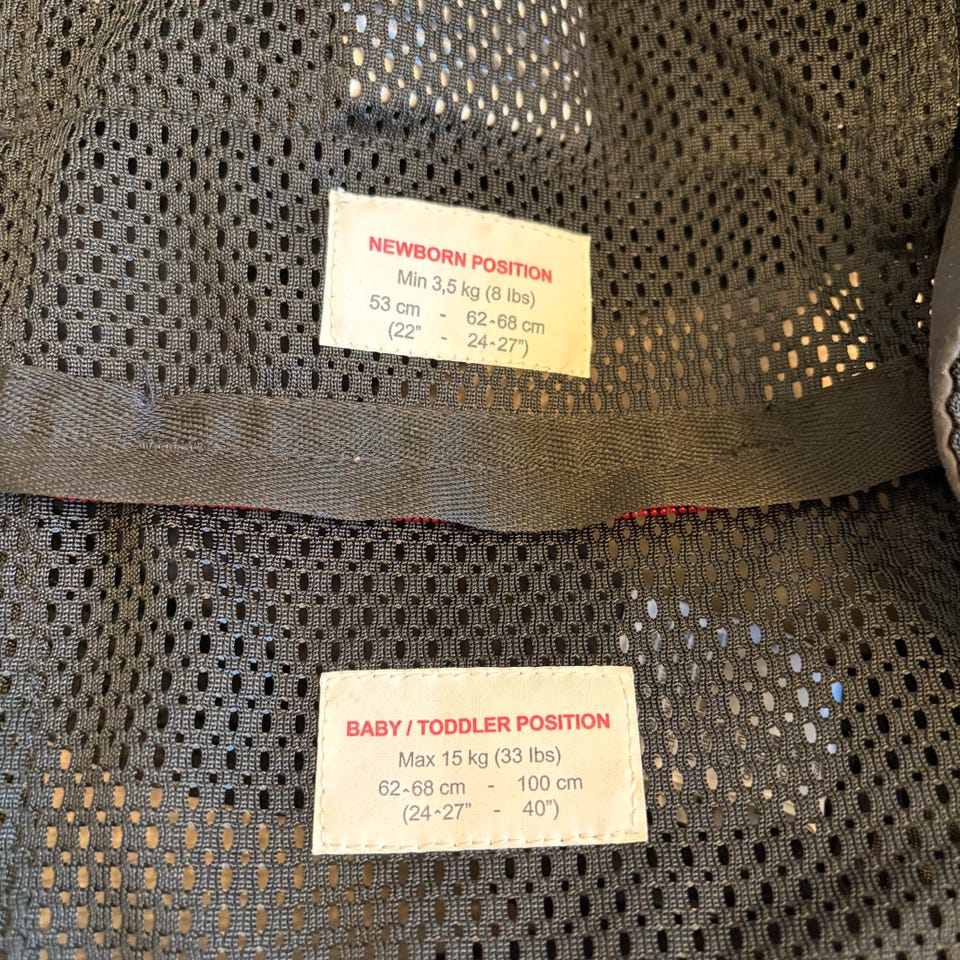 NEWBORN POSITION
Min 3,5 kg (8 lbs)
53 cm - 62-68 cm
(22" - 24-27")
BABY / TODDLER POSITION
Max 15 kg (33 lbs)
62-68 cm - 100 cm
(24-27" - 40")